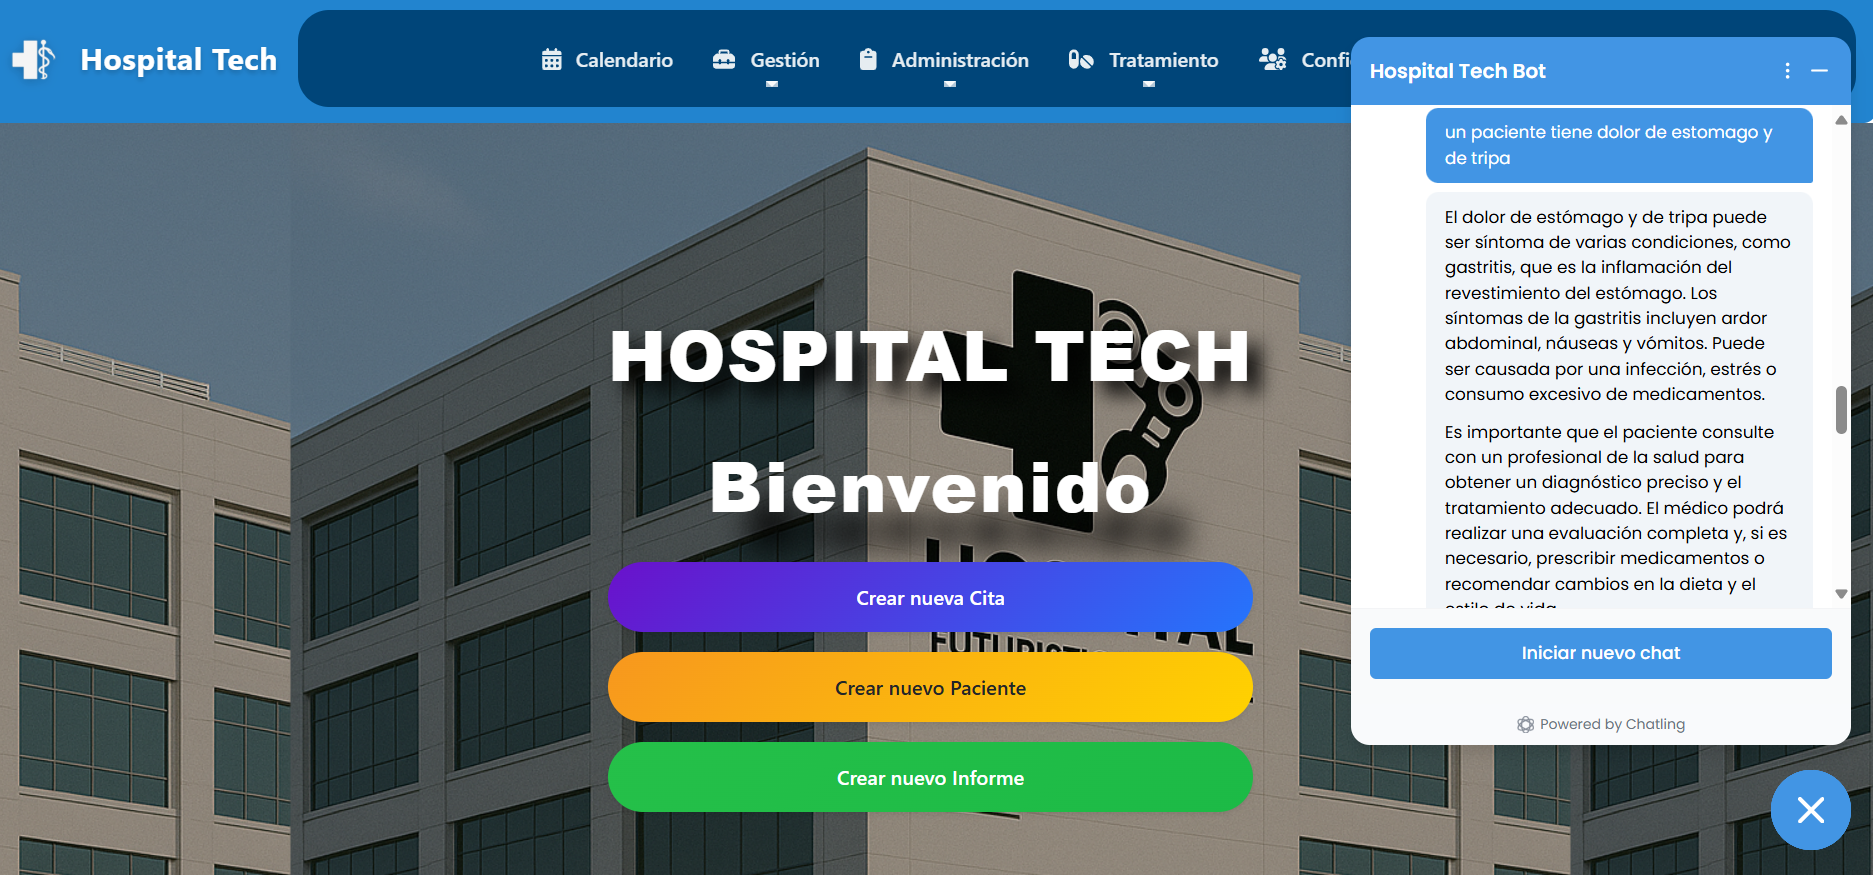 Hospital Tech
Calendario
Gestión
Administración
Tratamiento
Confi
HOSPITAL TECH
Bienvenido
Crear nueva Cita
Crear nuevo Paciente
Crear nuevo Informe
Hospital Tech Bot
un paciente tiene dolor de estomago y
de tripa
El dolor de estómago y de tripa puede
ser síntoma de varias condiciones, como
gastritis, que es la inflamación del
revestimiento del estómago. Los
síntomas de la gastritis incluyen ardor
abdominal, náuseas y vómitos. Puede
ser causada por una infección, estrés o
consumo excesivo de medicamentos.
Es importante que el paciente consulte
con un profesional de la salud para
obtener un diagnóstico preciso y el
tratamiento adecuado. El médico podrá
realizar una evaluación completa y, si es
necesario, prescribir medicamentos o
recomendar cambios en la dieta y el
estilo de vida
Iniciar nuevo chat
Powered by Chatling